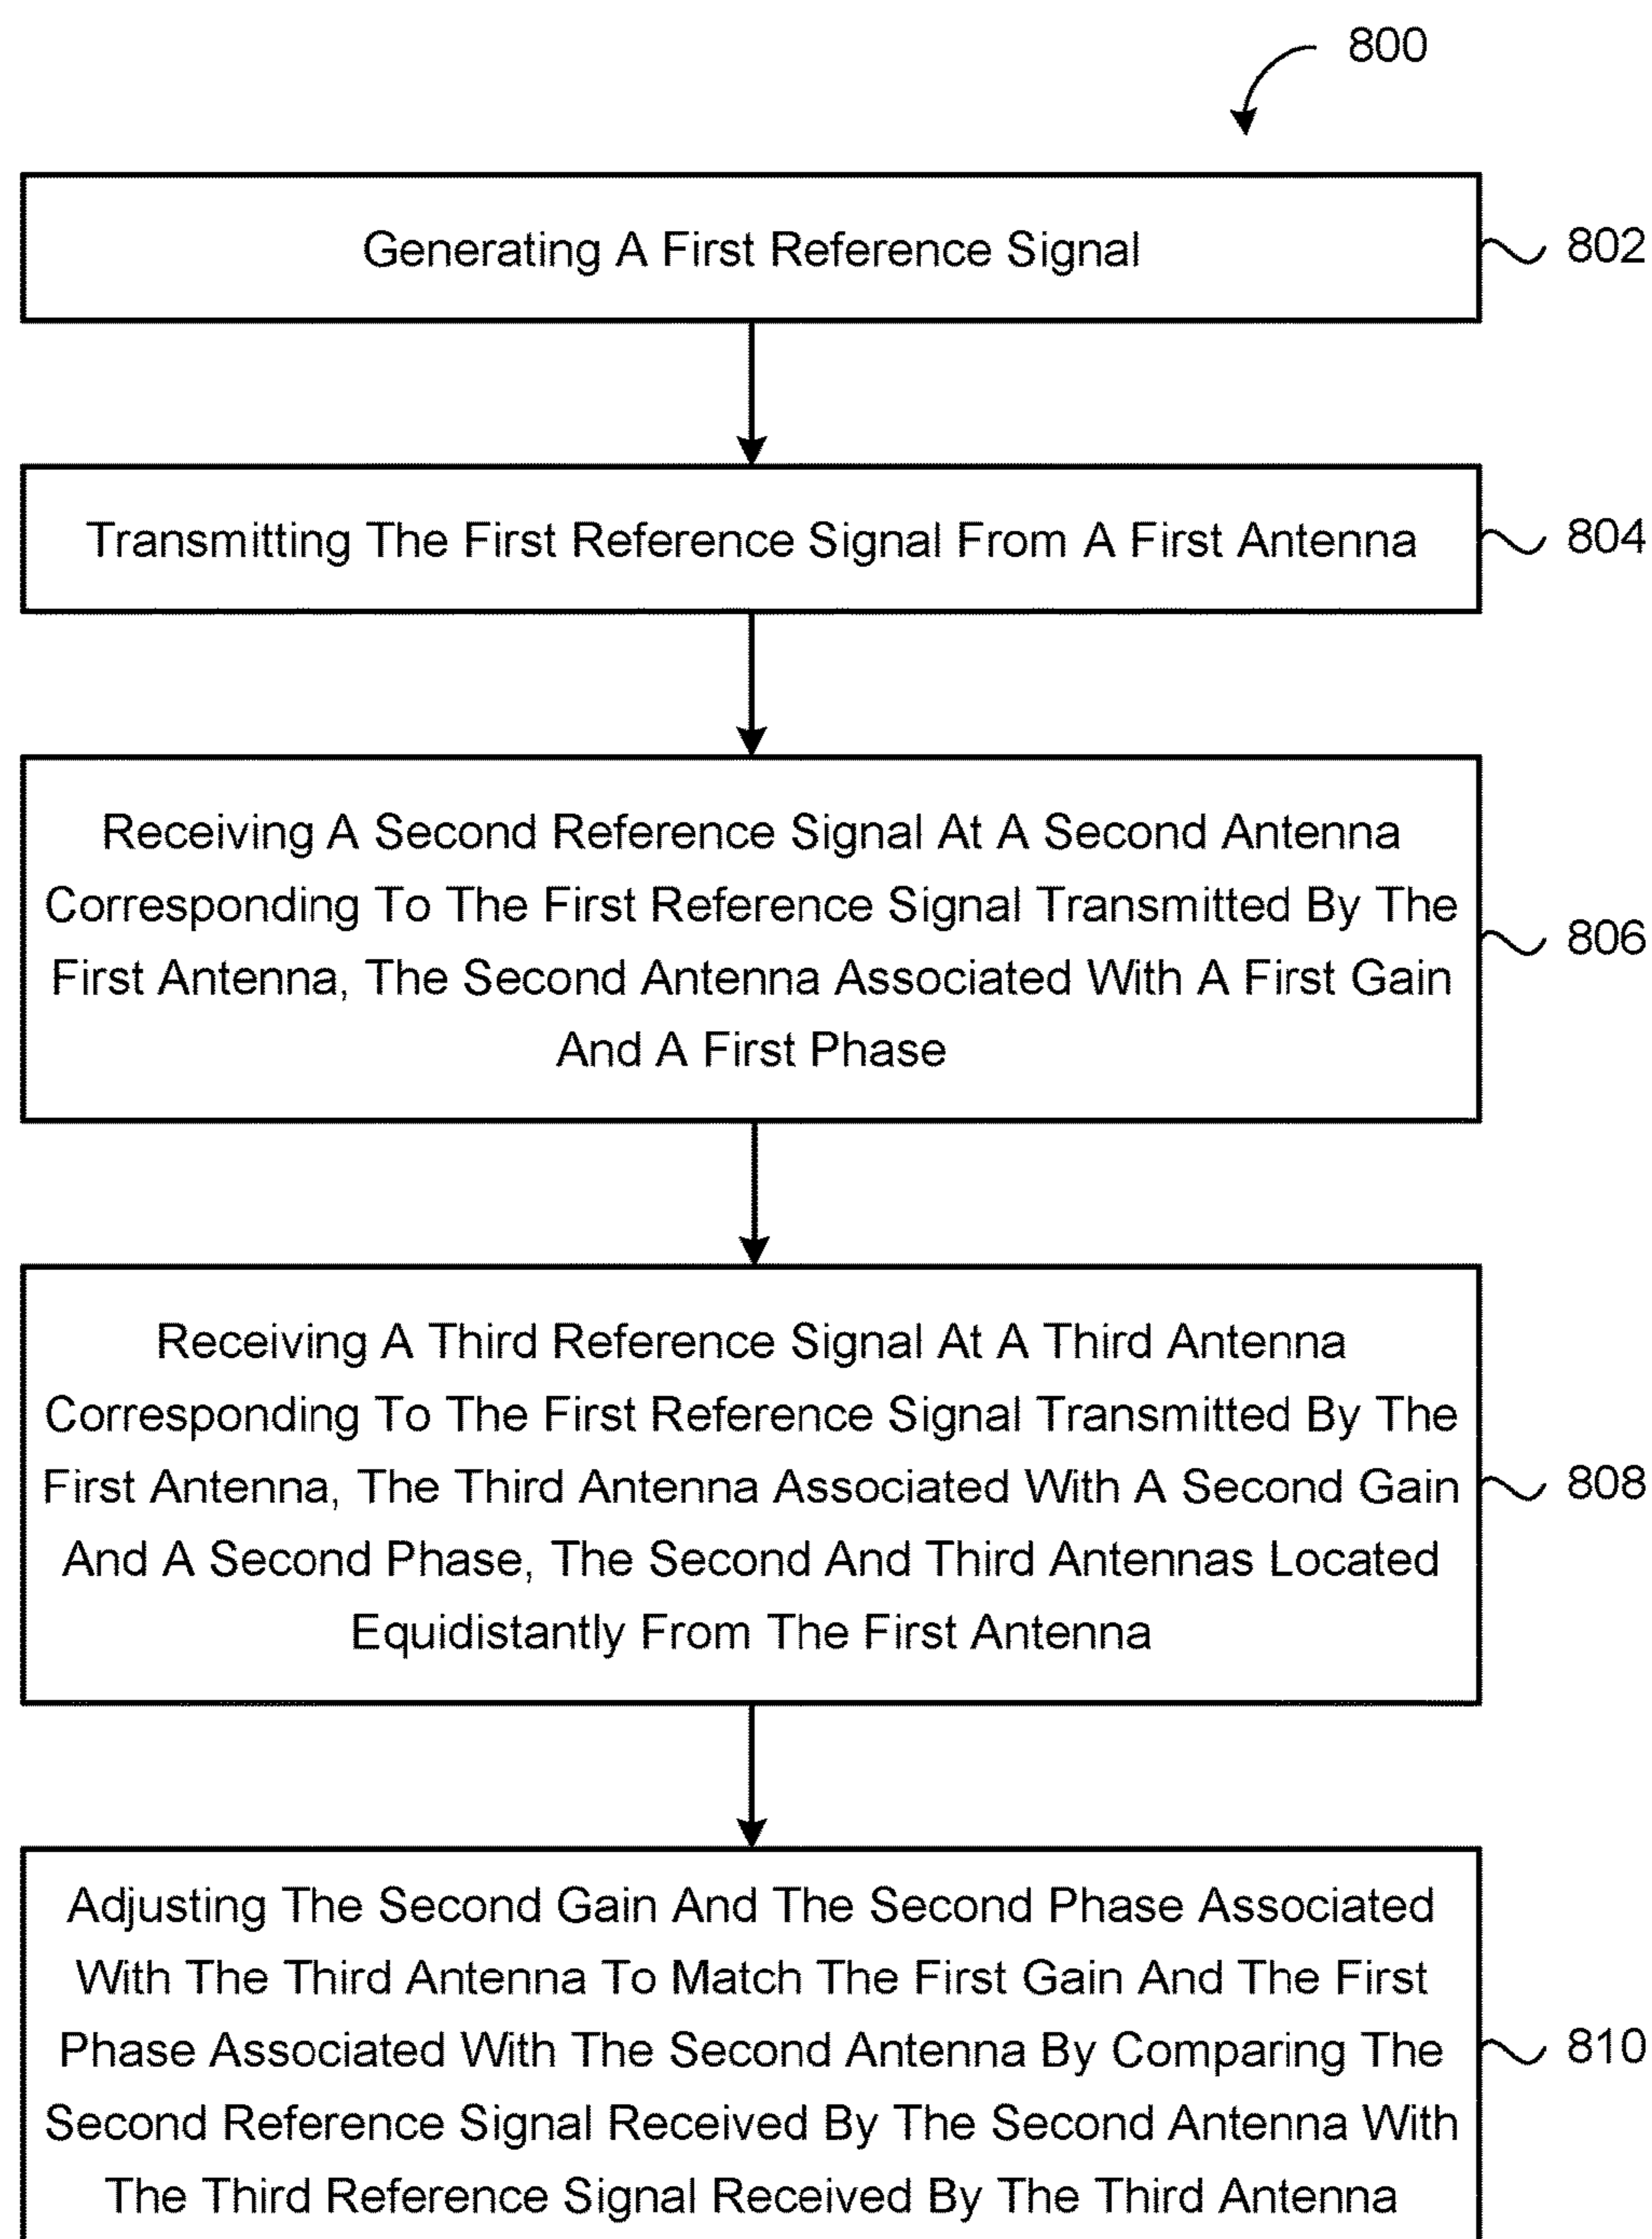 800
Generating A First Reference Signal
802
Transmitting The First Reference Signal From A First Antenna
804
Receiving A Second Reference Signal At A Second Antenna
Corresponding To The First Reference Signal Transmitted By The
First Antenna, The Second Antenna Associated With A First Gain
And A First Phase
806
Receiving A Third Reference Signal At A Third Antenna
Corresponding To The First Reference Signal Transmitted By The
First Antenna, The Third Antenna Associated With A Second Gain
And A Second Phase, The Second And Third Antennas Located
Equidistantly From The First Antenna
808
Adjusting The Second Gain And The Second Phase Associated
With The Third Antenna To Match The First Gain And The First
Phase Associated With The Second Antenna By Comparing The
Second Reference Signal Received By The Second Antenna With
The Third Reference Signal Received By The Third Antenna
810